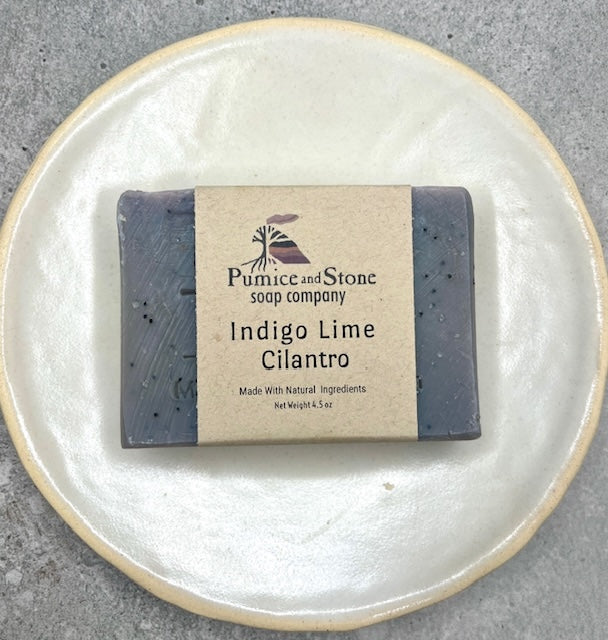 Pumice and Stone
soap company
Indigo Lime
Cilantro
Made With Natural Ingredients
Net Weight 4.5 oz